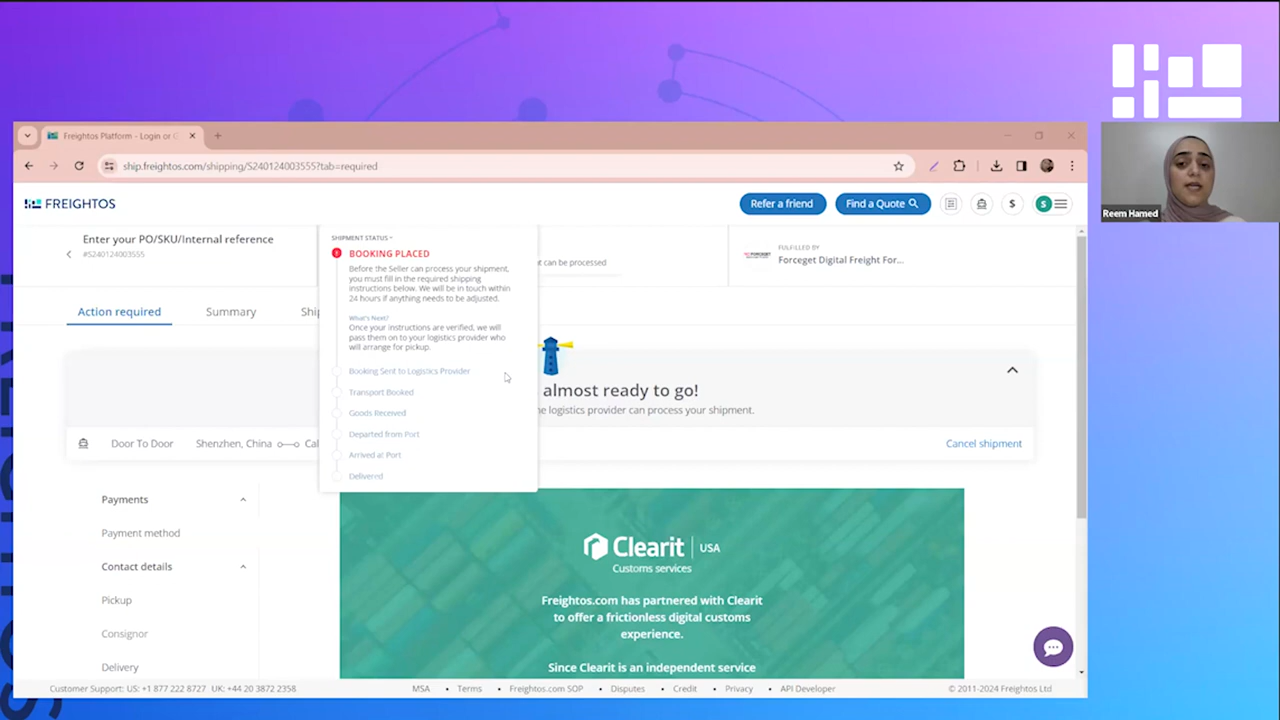 Freightos Platform - Login or G
ship.freightos.com/shipping/S240124003555?tab=required
FREIGHTOS
Refer a friend
Find a Quote
$
S
Enter your PO/SKU/Internal reference
#S240124003555
SHIPMENT STATUS
BOOKING PLACED
Before the Seller can process your shipment,
you must fill in the required shipping
instructions below. We will be in touch within
24 hours if anything needs to be adjusted.
What's Next?
Once your instructions are verified, we will
pass them on to your logistics provider who
will arrange for pickup.
Booking Sent to Logistics Provider
Transport Booked
Goods Received
Departed from Port
Arrived at Port
Delivered
can be processed
FULFILLED BY
FORCEGET
Forceget Digital Freight For...
Action required
Summary
Shi
almost ready to go!
logistics provider can process your shipment.
Door To Door
Shenzhen, China
Cal
Cancel shipment
Payments
Payment method
Contact details
Pickup
Consignor
Delivery
Clearit | USA
Customs services
Freightos.com has partnered with Clearit
to offer a frictionless digital customs
experience.
Since Clearit is an independent service
Customer Support: US: +1 877 222 8727 UK: +44 20 3872 2358
MSA • Terms • Freightos.com SOP • Disputes • Credit • Privacy • API Developer
© 2011-2024 Freightos Ltd
Reem Hamed